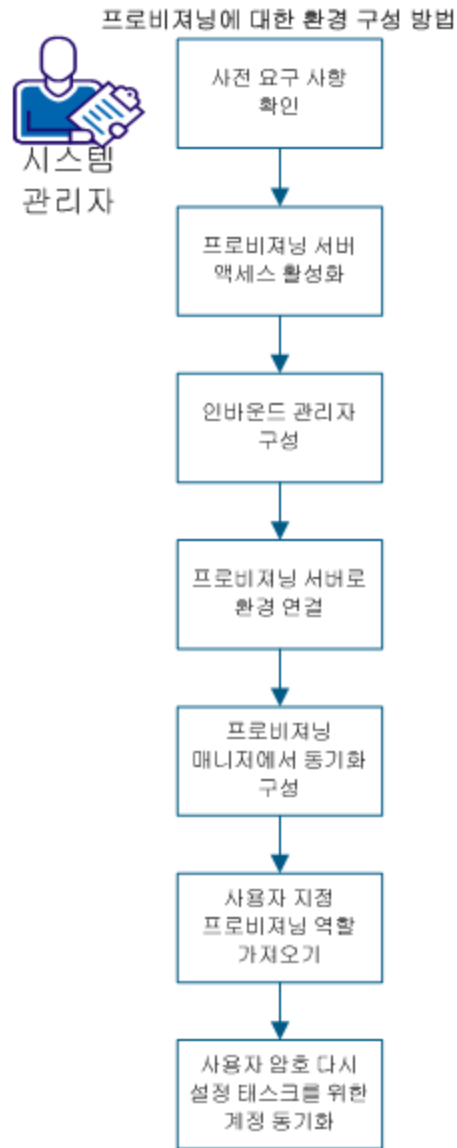 프로비져닝에 대한 환경 구성 방법
시스템
관리자
사전 요구 사항
확인
프로비져닝 서버
액세스 활성화
인바운드 관리자
구성
프로비져닝 서버로
환경 연결
프로비져닝
매니저에서 동기화
구성
사용자 지정
프로비져닝 역할
가져오기
사용자 암호 다시
설정 태스크를 위한
계정 동기화